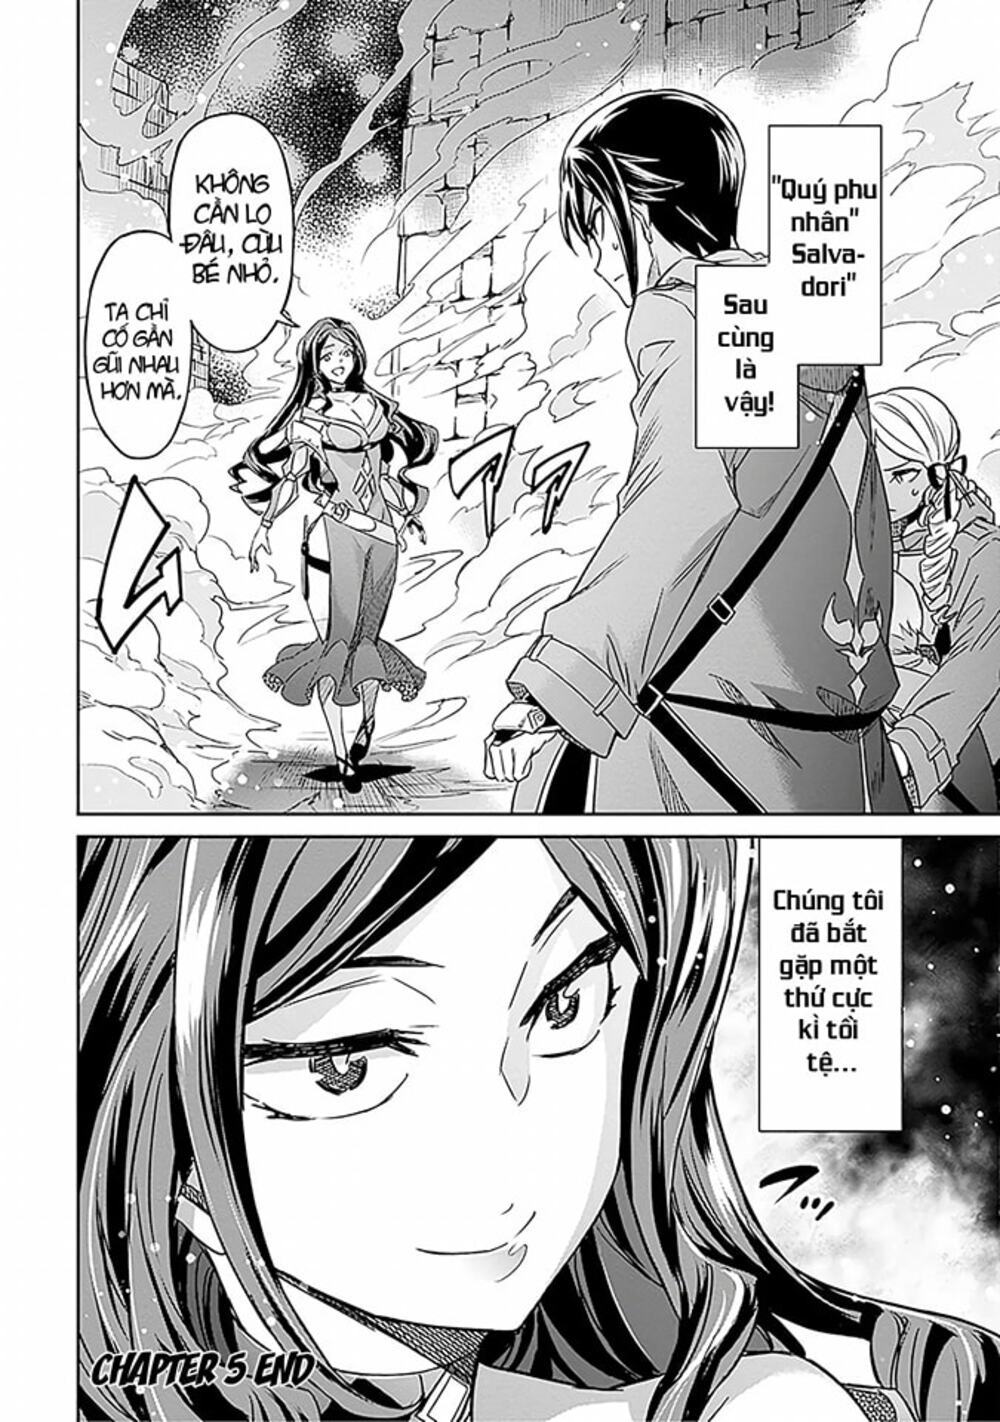 "Quý phu
nhân"
Salva-
dori"
Sau
cùng
là
vậy!
KHÔNG
CẦN LO
ĐÂU, CỪU
BÉ NHỎ.
TA CHỈ
CỐ GẦN
GŨI NHAU
HƠN MÀ.
Chúng tôi
đã bắt
gặp một
thứ cực
kì tồi
tệ...
CHAPTER 5 END